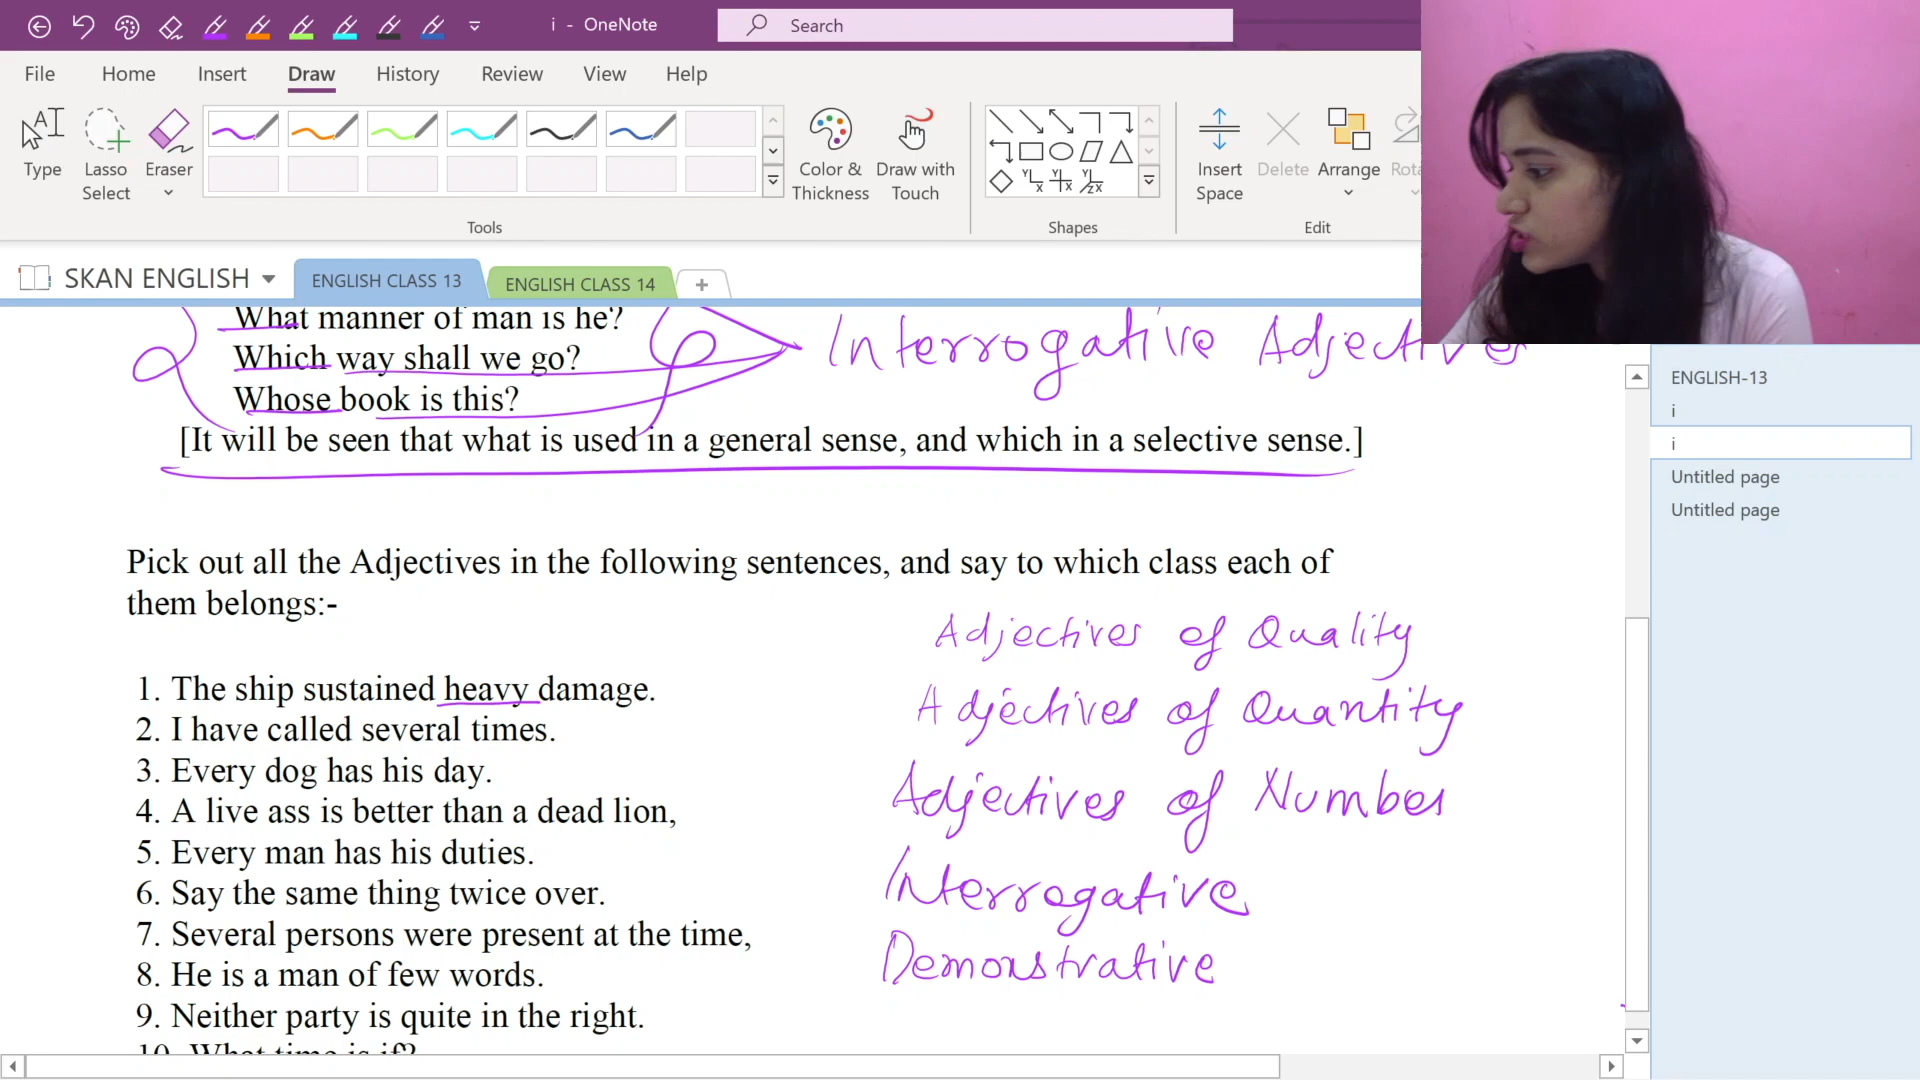 i - OneNote
Search
File Home Insert Draw History Review View Help
Type
Lasso Select
Eraser
Color & Thickness
Draw with Touch
Insert Space
Delete
Arrange
Tools
Shapes
Edit
SKAN ENGLISH
ENGLISH CLASS 13
ENGLISH CLASS 14
What manner of man is he?
Which way shall we go?
Whose book is this?
Interrogative Adjectives
[It will be seen that what is used in a general sense, and which in a selective sense.]
Pick out all the Adjectives in the following sentences, and say to which class each of
them belongs:-
1. The ship sustained heavy damage.
2. I have called several times.
3. Every dog has his day.
4. A live ass is better than a dead lion,
5. Every man has his duties.
6. Say the same thing twice over.
7. Several persons were present at the time,
8. He is a man of few words.
9. Neither party is quite in the right.
10. What time is if?
Adjectives of Quality
Adjectives of Quantity
Adjectives of Number
Interrogative
Demonstrative
ENGLISH-13
i
i
Untitled page
Untitled page